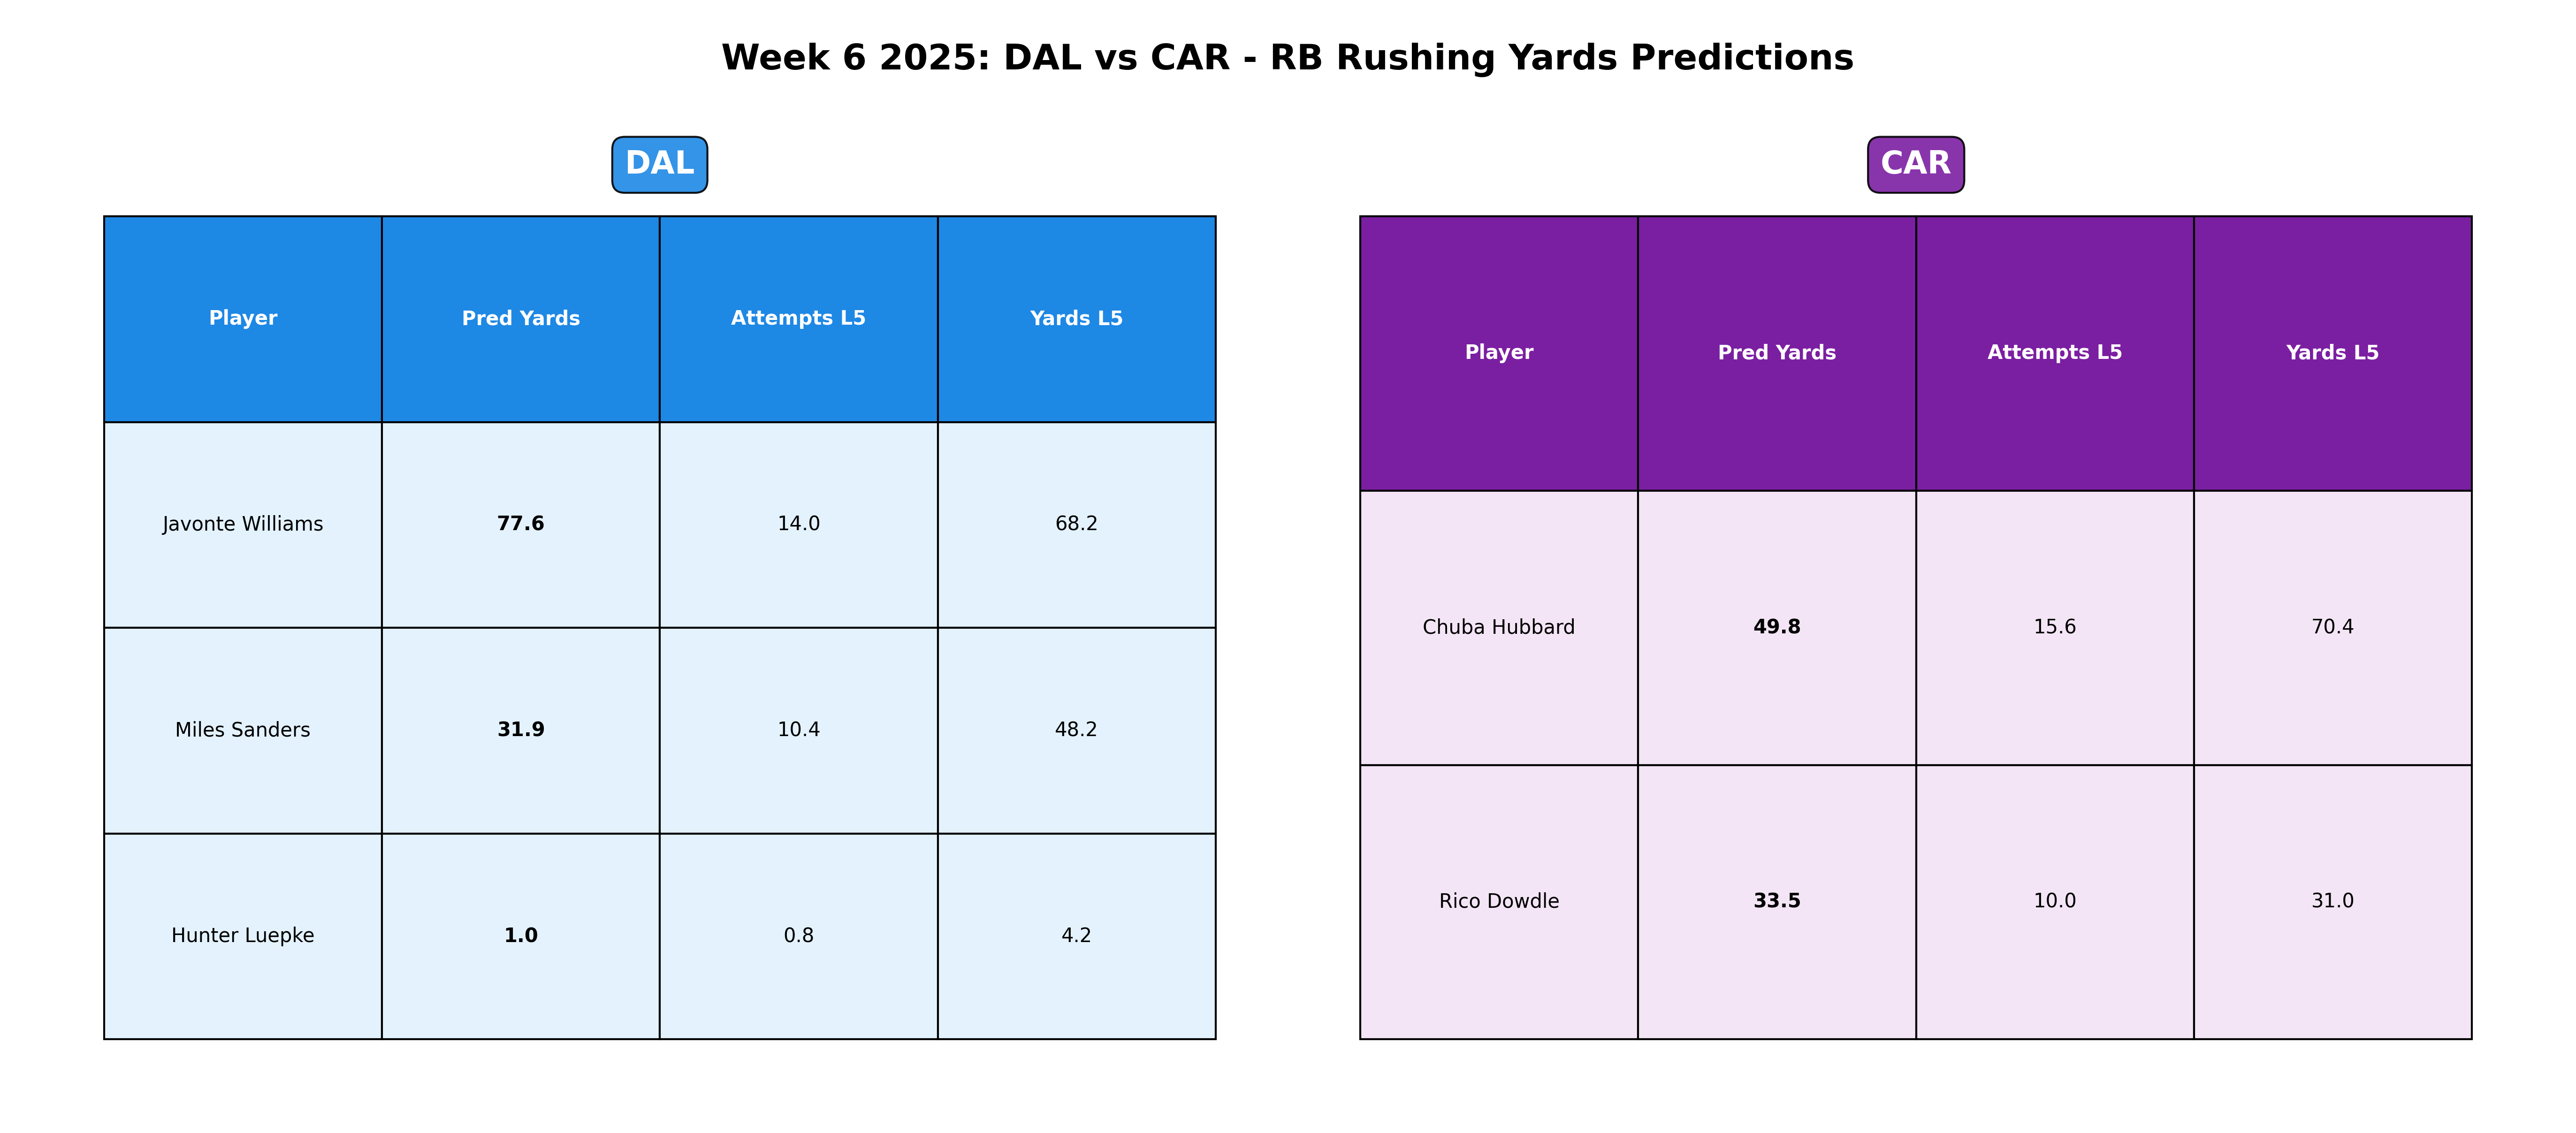 Week 6 2025: DAL vs CAR - RB Rushing Yards Predictions
DAL
Player Pred Yards Attempts L5 Yards L5
Javonte Williams 77.6 14.0 68.2
Miles Sanders 31.9 10.4 48.2
Hunter Luepke 1.0 0.8 4.2
CAR
Player Pred Yards Attempts L5 Yards L5
Chuba Hubbard 49.8 15.6 70.4
Rico Dowdle 33.5 10.0 31.0